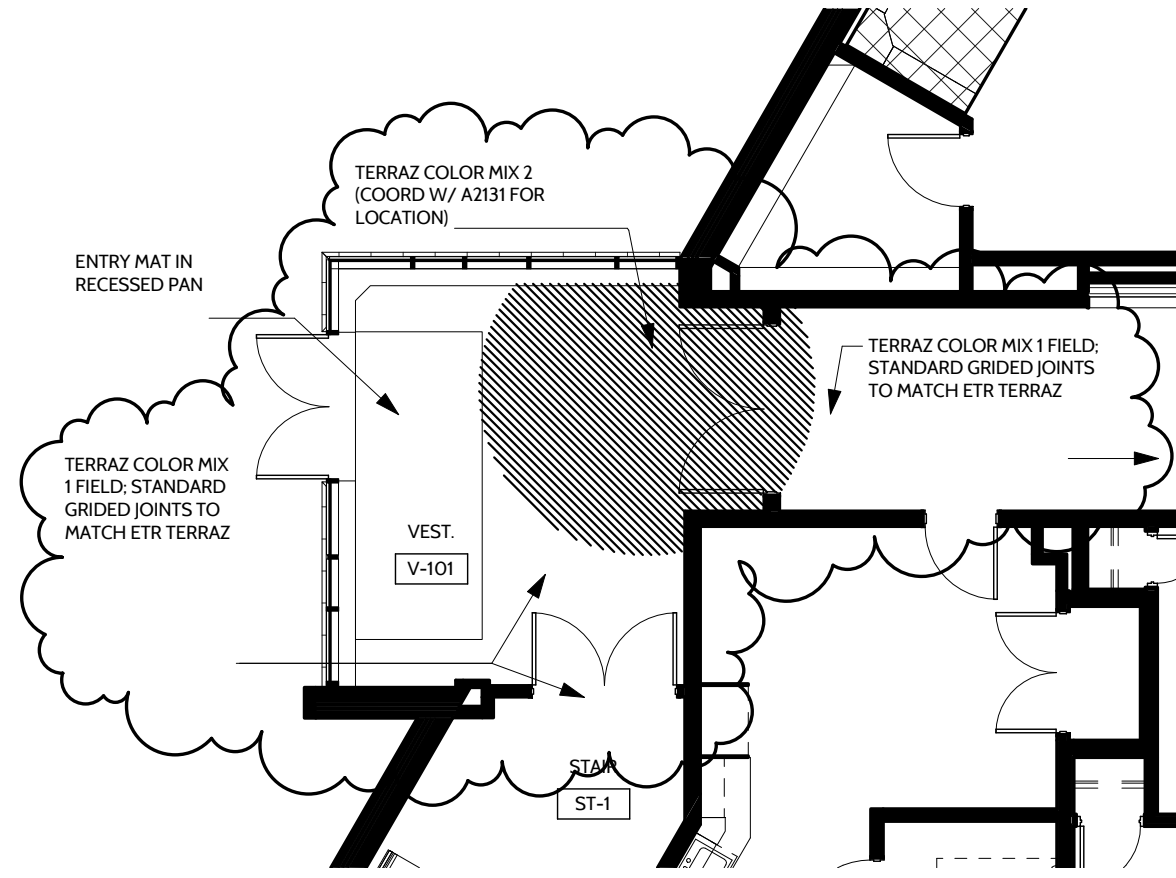 TERRAZ COLOR MIX 2
(COORD W/ A2131 FOR
LOCATION)
ENTRY MAT IN
RECESSED PAN
TERRAZ COLOR MIX 1 FIELD;
STANDARD GRIDED JOINTS
TO MATCH ETR TERRAZ
TERRAZ COLOR MIX
1 FIELD; STANDARD
GRIDED JOINTS TO
MATCH ETR TERRAZ
VEST.
V-101
STAIR
ST-1